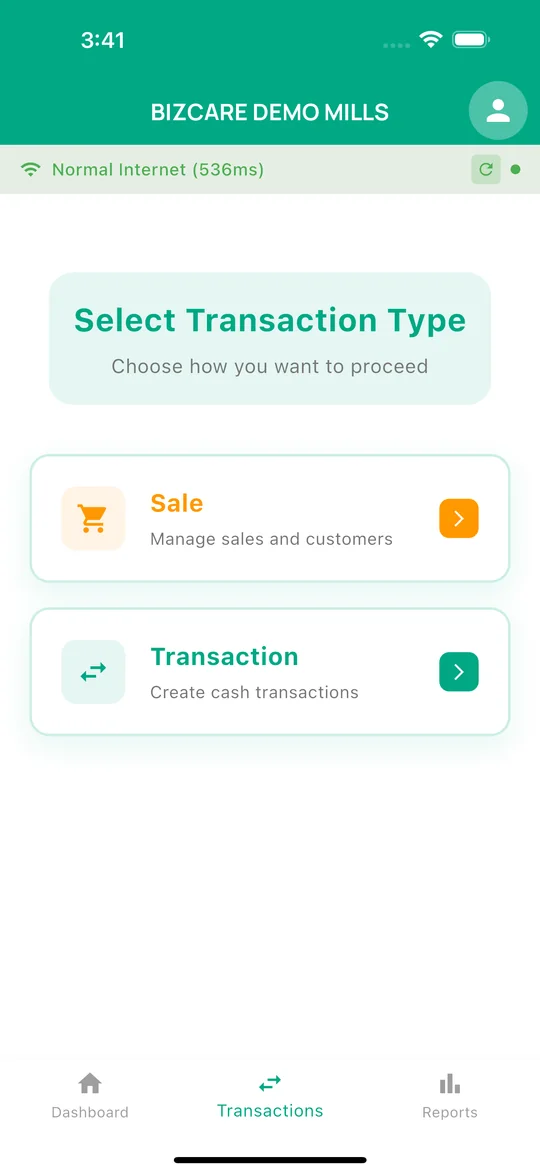 3:41
BIZCARE DEMO MILLS
Normal Internet (536ms)
Select Transaction Type
Choose how you want to proceed
Sale
Manage sales and customers
Transaction
Create cash transactions
Dashboard
Transactions
Reports